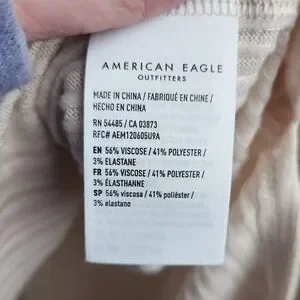 AMERICAN EAGLE
OUTFITTERS
MADE IN CHINA / FABRIQUÉ EN CHINE /
HECHO EN CHINA
RN 54485 / CA 03873
RFC# AEM120605U9A
EN 56% VISCOSE / 41% POLYESTER /
3% ELASTANE
FR 56% VISCOSE / 41% POLYESTER /
3% ÉLASTHANNE
SP 56% viscosa / 41% poliéster /
3% elastano